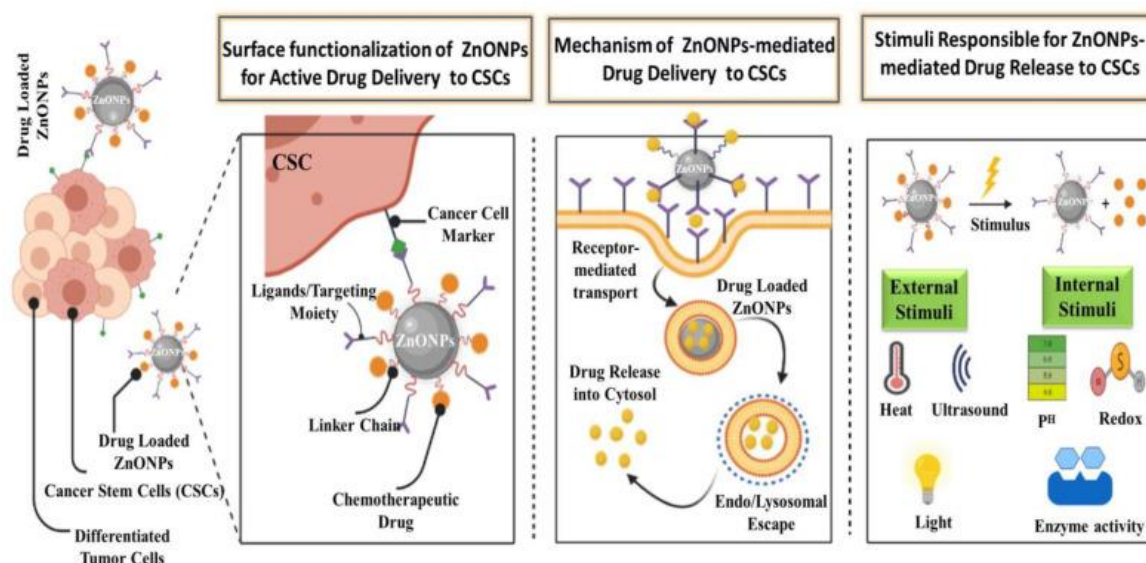 Surface functionalization of ZnONPs
for Active Drug Delivery to CSCs
Mechanism of ZnONPs-mediated
Drug Delivery to CSCs
Stimuli Responsible for ZnONPs-
mediated Drug Release to CSCs
Drug Loaded
ZnONPs
ZnONPs
ZnONPs
Drug Loaded
ZnONPs
Cancer Stem Cells (CSCs)
Differentiated
Tumor Cells
CSC
Cancer Cell
Marker
Ligands/Targeting
Moiety
ZnONPs
Linker Chain
Chemotherapeutic
Drug
ZnONPs
Receptor-
mediated
transport
Drug Loaded
ZnONPs
Drug Release
into Cytosol
Endo/Lysosomal
Escape
ZnONPs
Stimulus
ZnONPs
+
External
Stimuli
Internal
Stimuli
Heat
Ultrasound
PH
S
Redox
Light
Enzyme activity